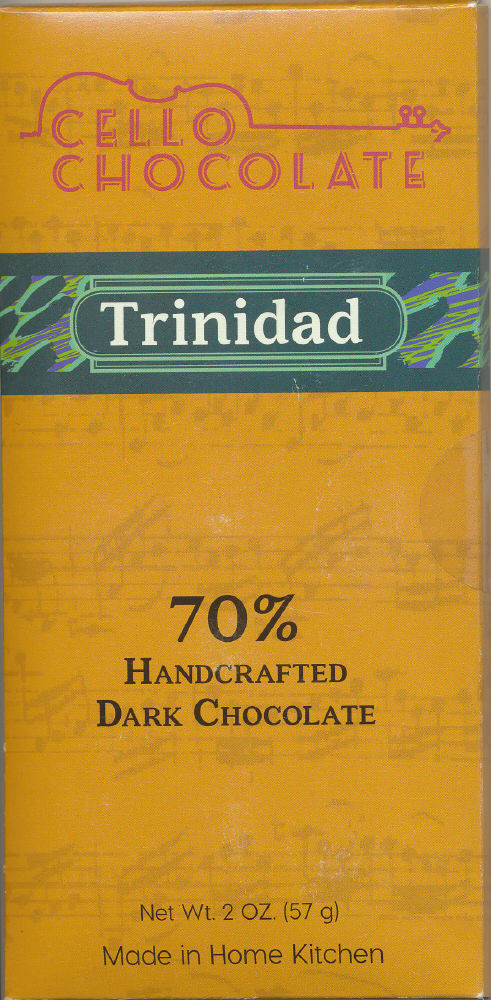 CELLO
CHOCOLATE
Trinidad
70%
HANDCRAFTED
DARK CHOCOLATE
Net Wt. 2 OZ. (57 g)
Made in Home Kitchen